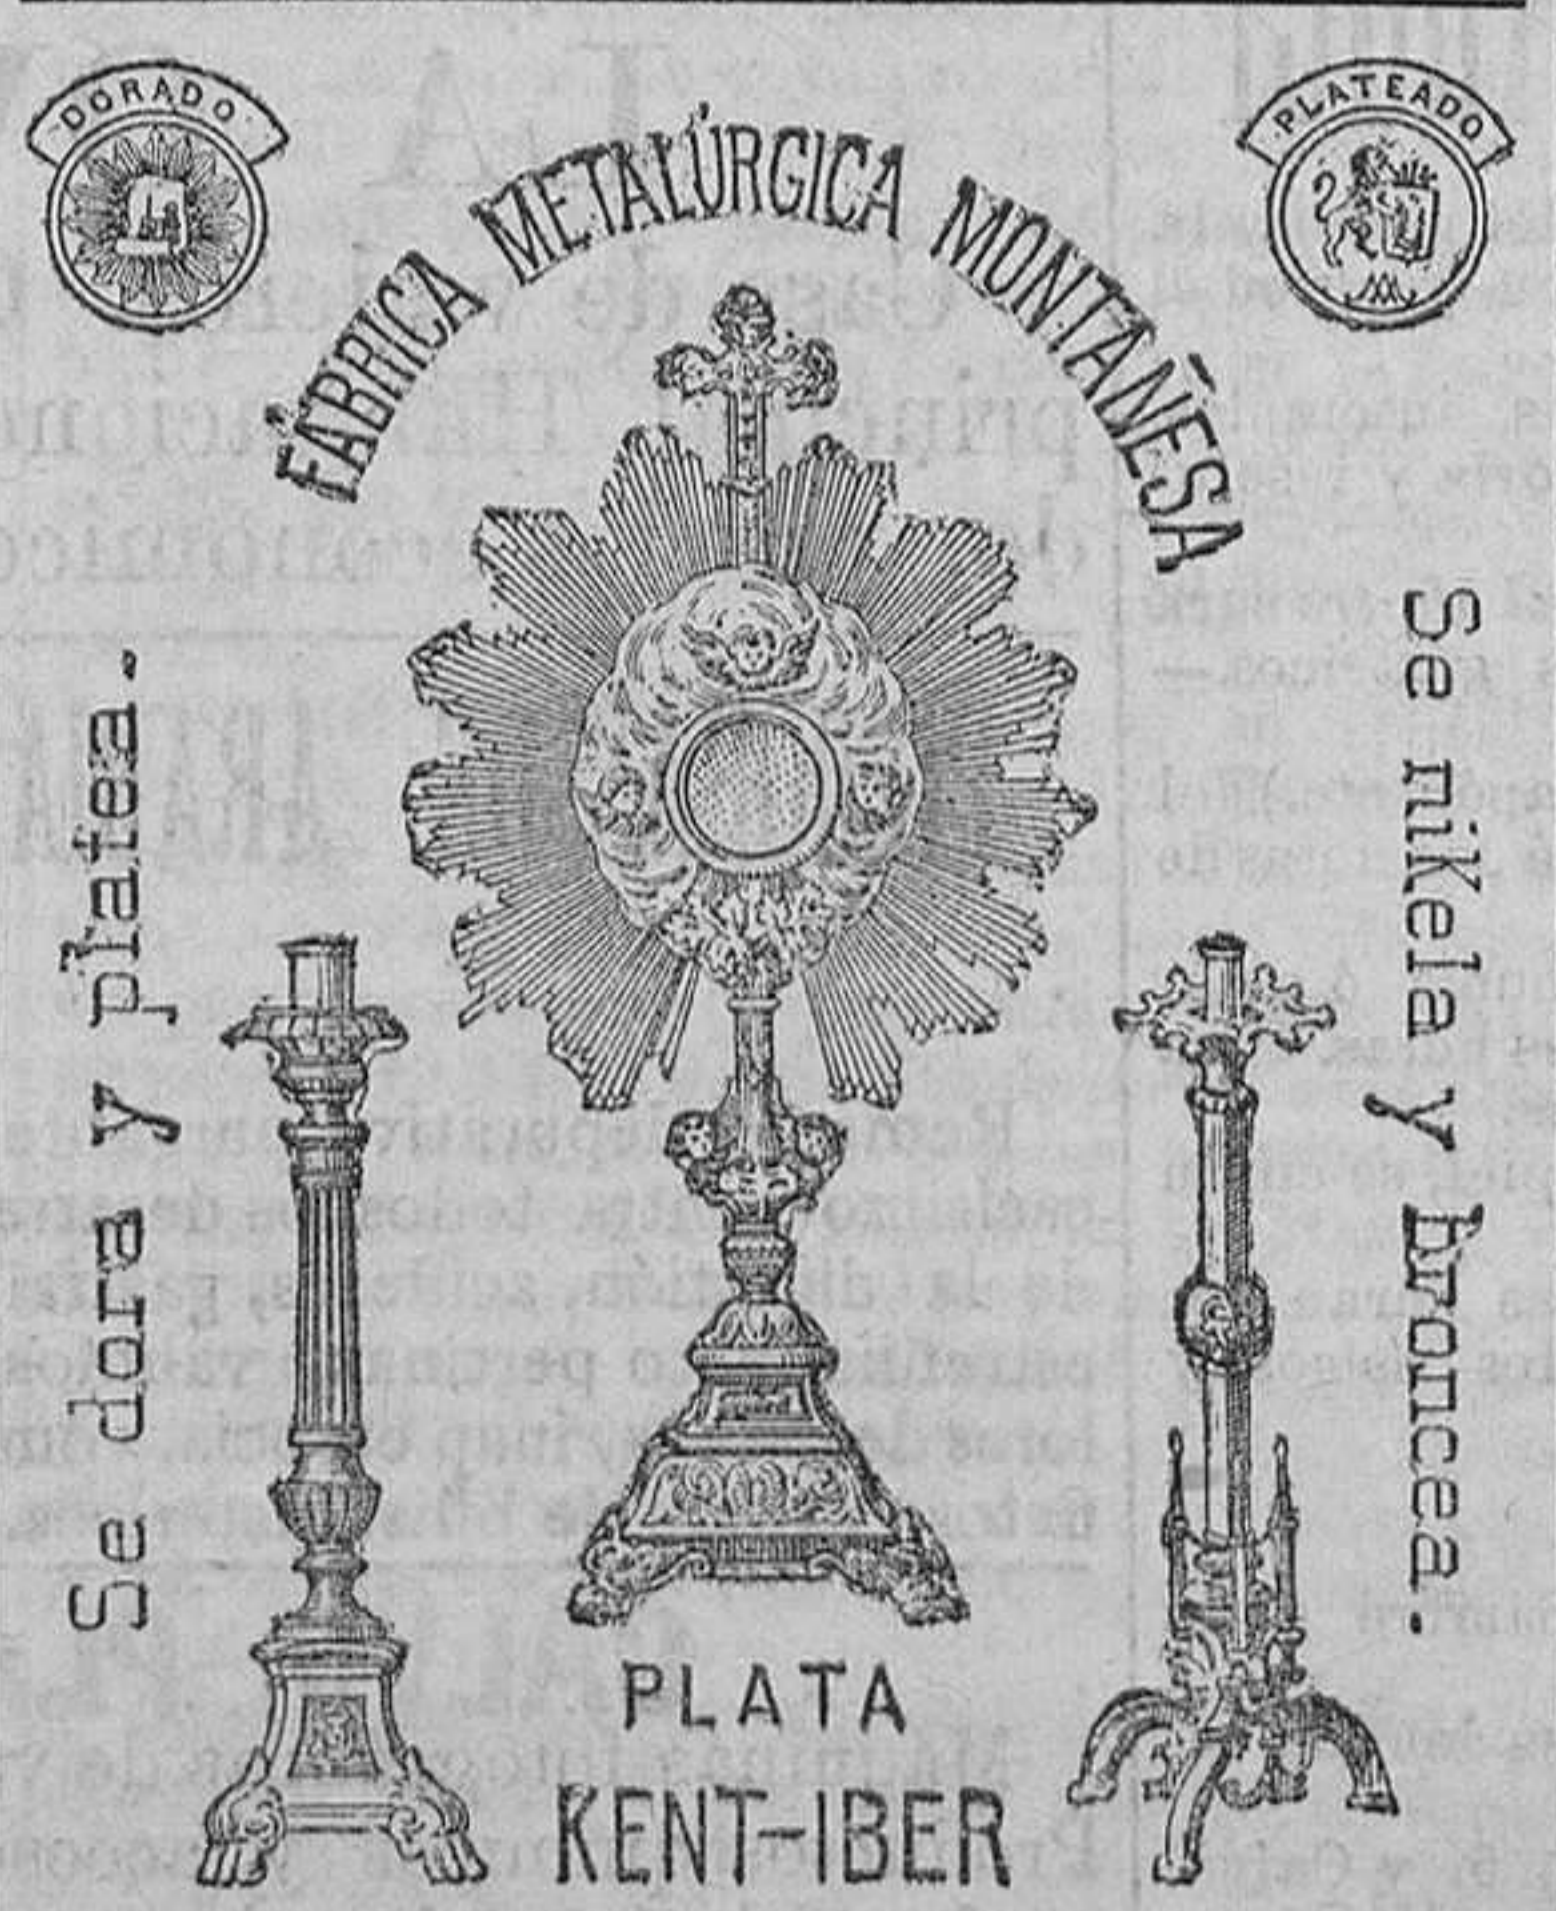 DORADO
PLATEADO
FÁBRICA METALÚRGICA MONTAÑESA
Se dora y platea.
Se niKela y broncea.
PLATA
KENT-IBER